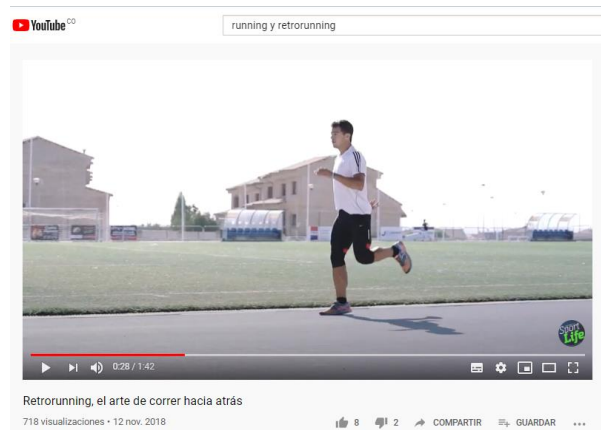 YouTube CO
running y retrorunning
Sport
Life
0:28 / 1:42
Retrorunning, el arte de correr hacia atrás
718 visualizaciones • 12 nov. 2018
8
2
COMPARTIR
GUARDAR